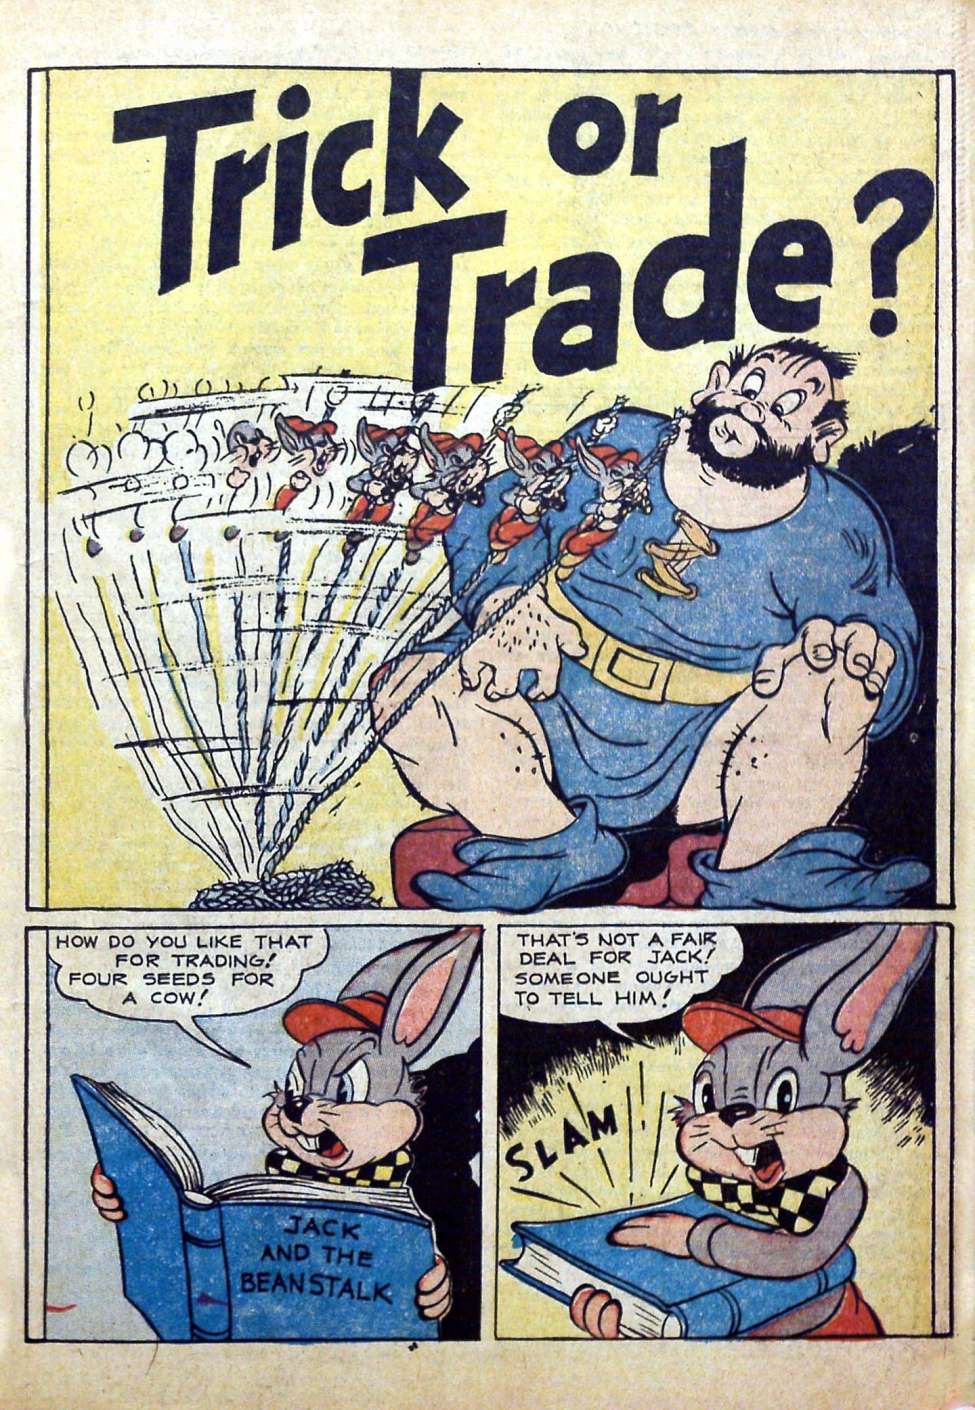 Trick or
Trade?
HOW DO YOU LIKE THAT
FOR TRADING!
FOUR SEEDS FOR
A COW!
JACK
AND THE
BEANSTALK
THAT'S NOT A FAIR
DEAL FOR JACK!
SOMEONE OUGHT
TO TELL HIM!
SLAM